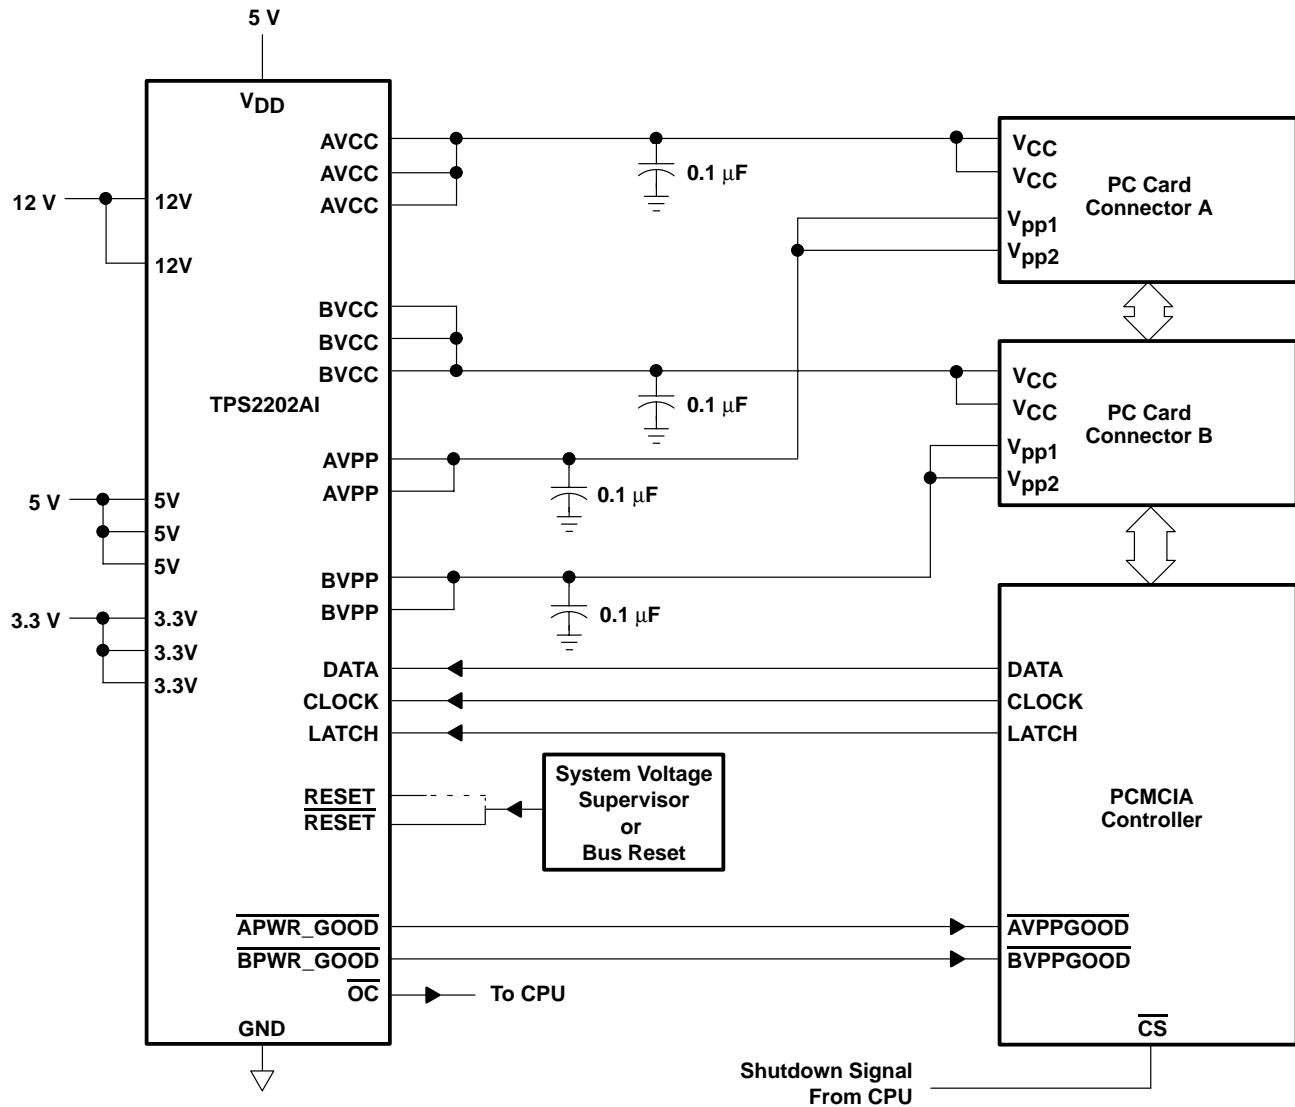 5 V
VDD
12 V
12V
12V
5 V
5V
5V
5V
3.3 V
3.3V
3.3V
3.3V
TPS2202AI
AVCC
AVCC
AVCC
BVCC
BVCC
BVCC
AVPP
AVPP
BVPP
BVPP
DATA
CLOCK
LATCH
RESET
RESET
APWR_GOOD
BPWR_GOOD
OC
GND
0.1 μF
0.1 μF
0.1 μF
0.1 μF
System Voltage
Supervisor
or
Bus Reset
To CPU
VCC
VCC
Vpp1
Vpp2
PC Card
Connector A
VCC
VCC
Vpp1
Vpp2
PC Card
Connector B
DATA
CLOCK
LATCH
PCMCIA
Controller
AVPPGOOD
BVPPGOOD
CS
Shutdown Signal
From CPU